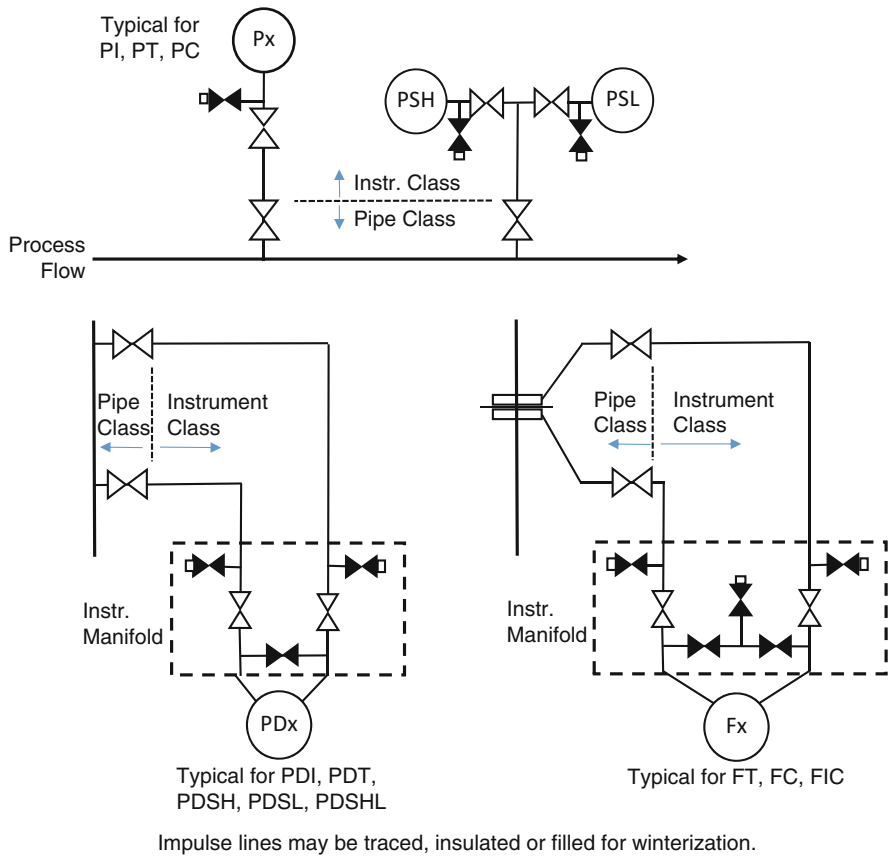 Typical for
PI, PT, PC
Px
PSH
PSL
Instr. Class
Pipe Class
Process
Flow
Pipe
Class
Instrument
Class
Instr.
Manifold
PDx
Typical for PDI, PDT,
PDSH, PDSL, PDSHL
Pipe
Class
Instrument
Class
Instr.
Manifold
Fx
Typical for FT, FC, FIC
Impulse lines may be traced, insulated or filled for winterization.